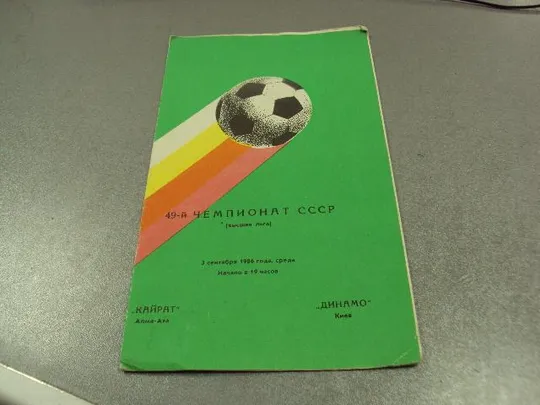 49-й ЧЕМПИОНАТ СССР
(высшая лига)
3 сентября 1986 года, среда
Начало в 19 часов
„КАЙРАТ"
Алма-Ата
„ДИНАМО"
Киев